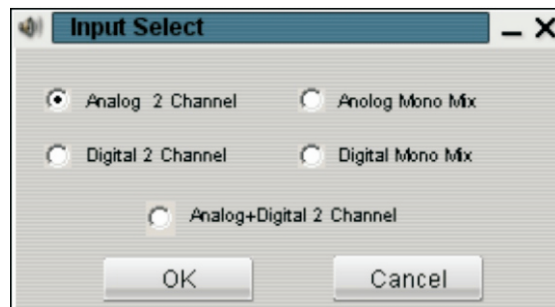 Input Select
Analog 2 Channel Anolog Mono Mix
Digital 2 Channel Digital Mono Mix
Analog+Digital 2 Channel
OK Cancel